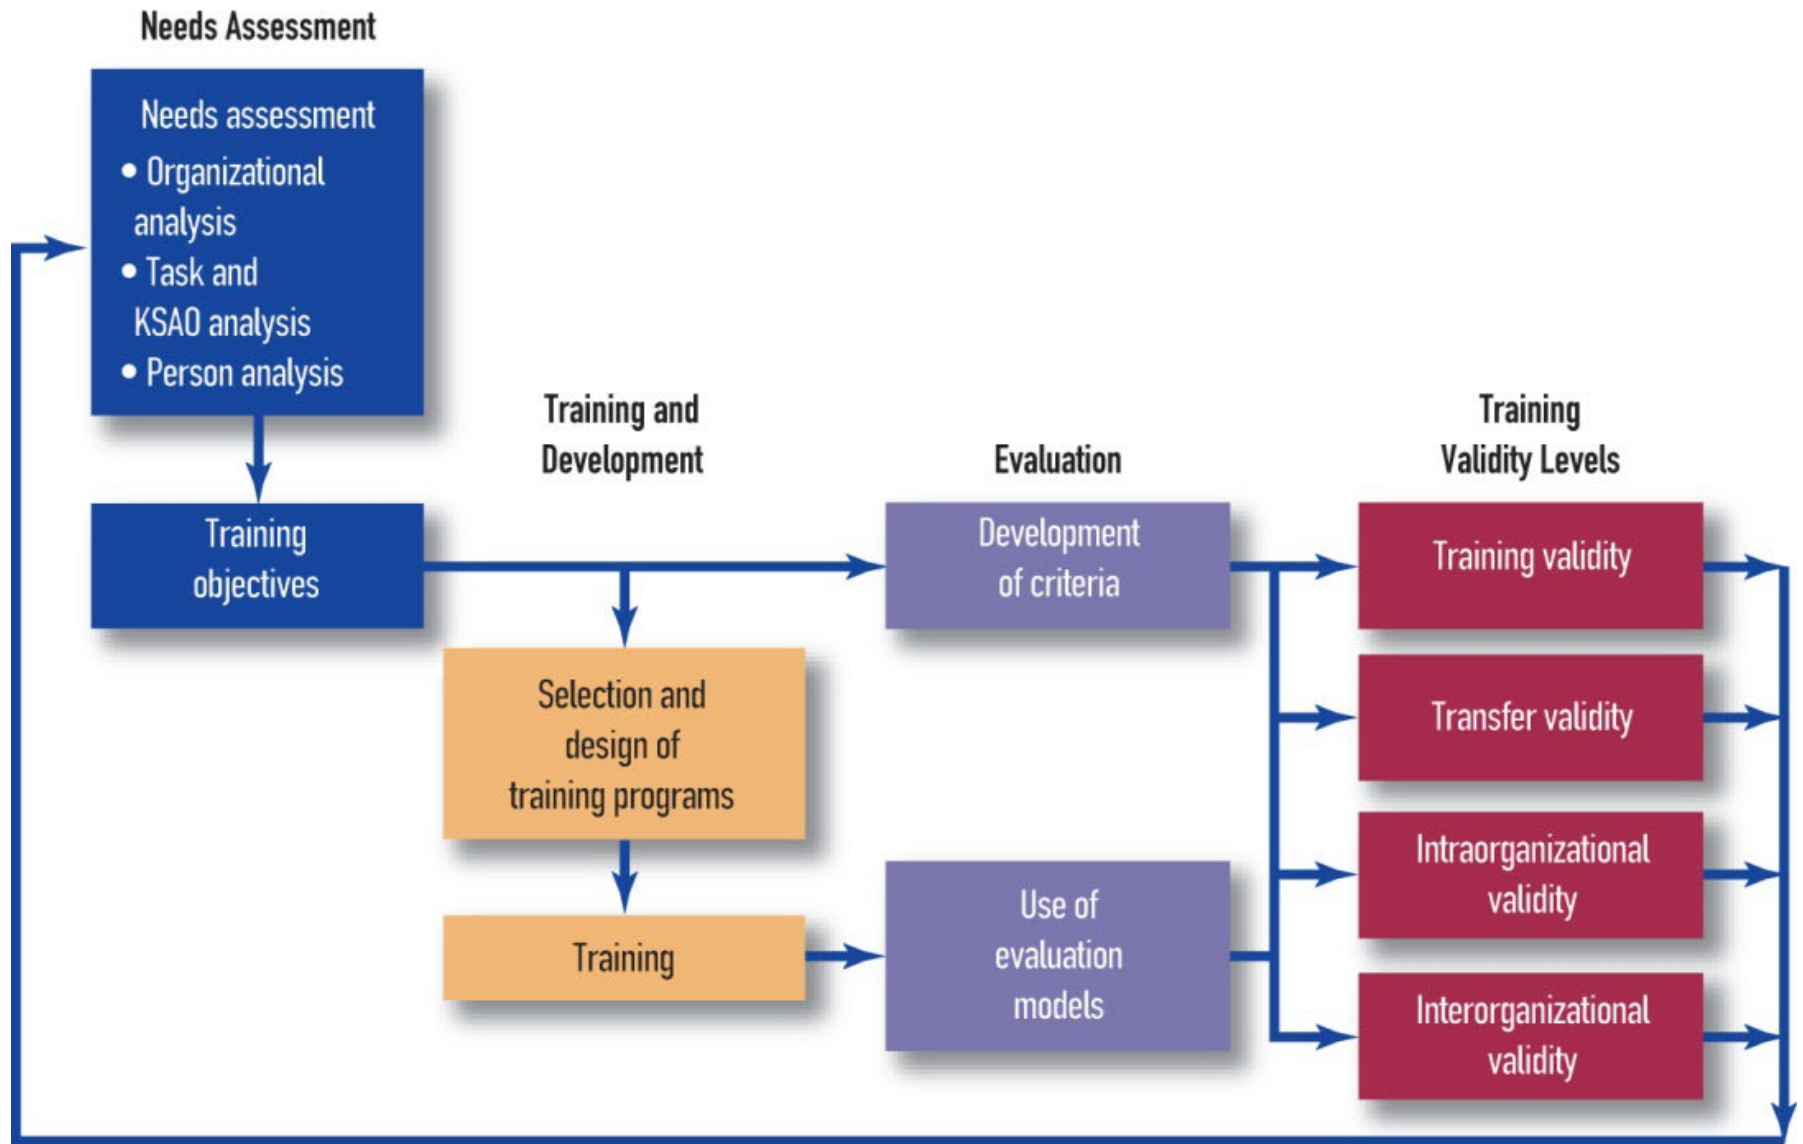 Needs Assessment
Needs assessment
• Organizational
analysis
• Task and
KSAO analysis
• Person analysis
Training
objectives
Training and
Development
Selection and
design of
training programs
Training
Evaluation
Development
of criteria
Use of
evaluation
models
Training
Validity Levels
Training validity
Transfer validity
Intraorganizational
validity
Interorganizational
validity